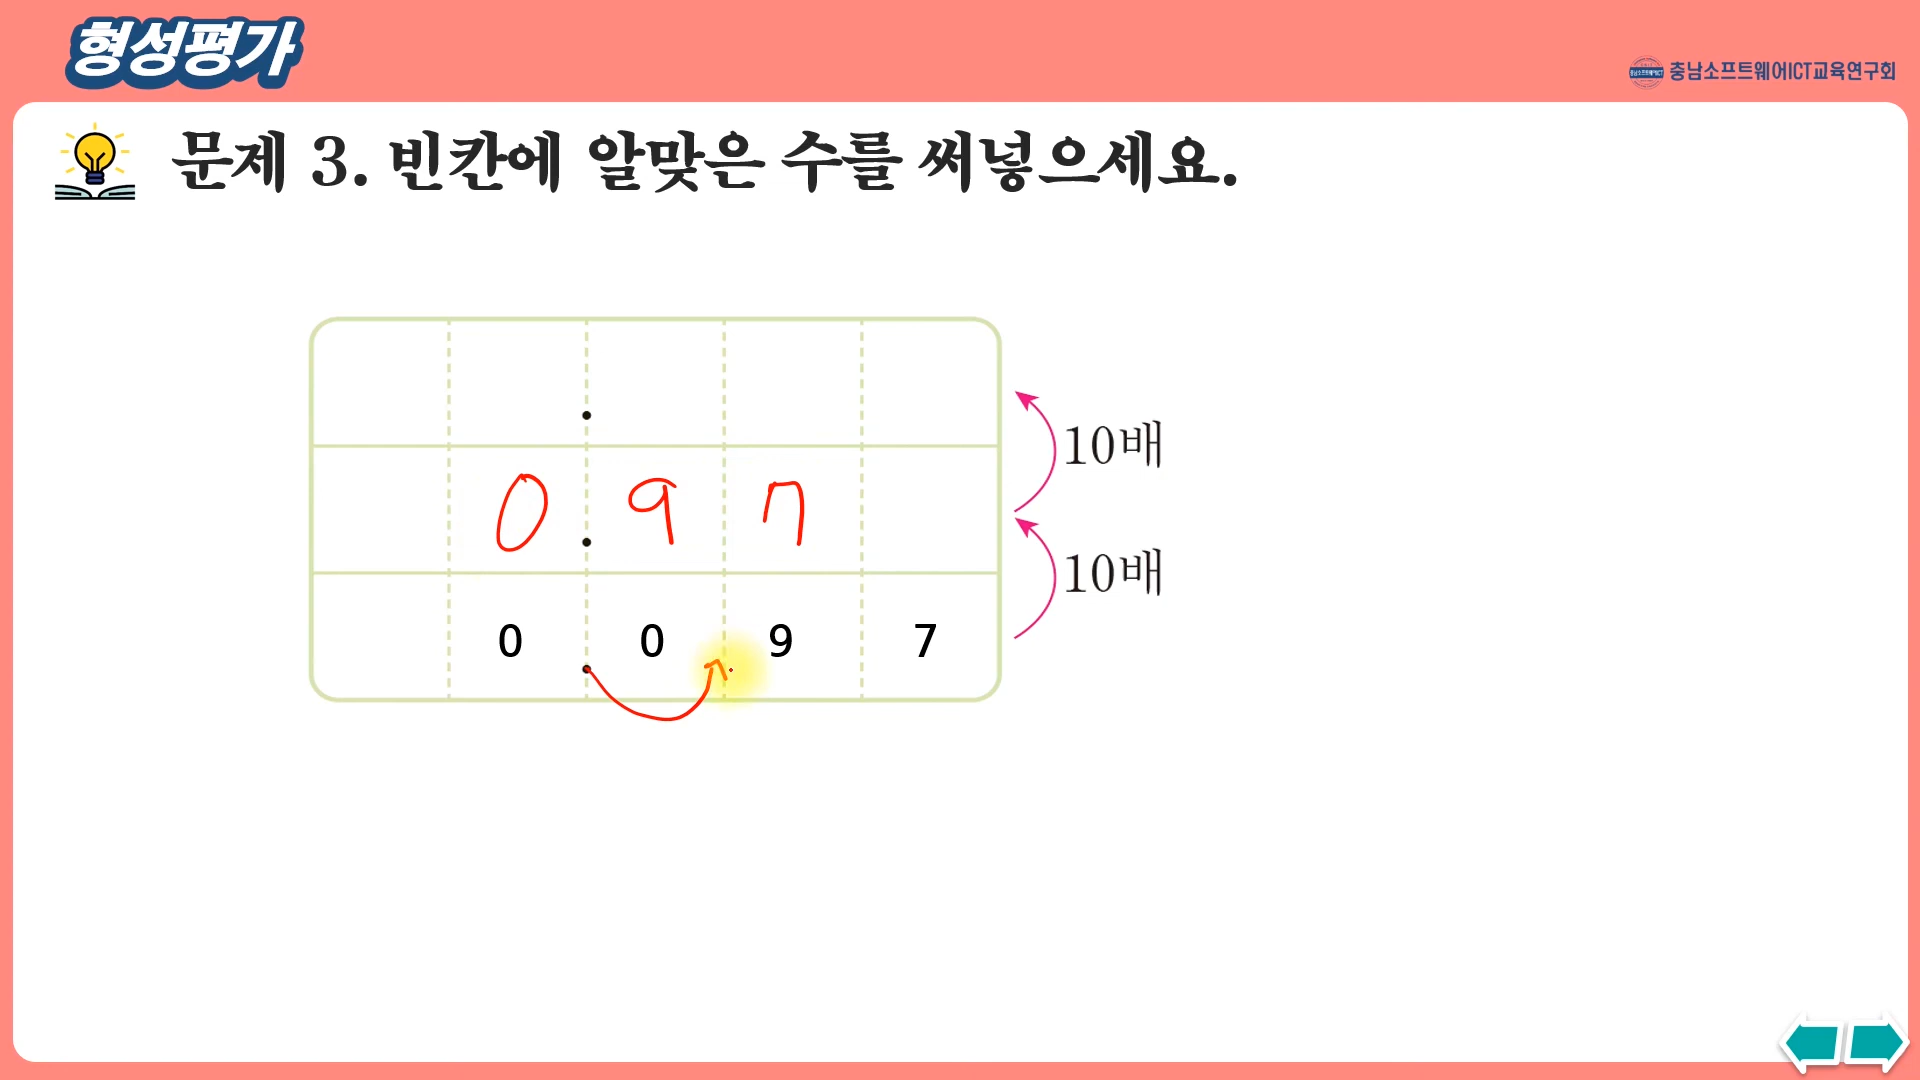 형성평가
충남소프트웨어ICT교육연구회
문제 3. 빈칸에 알맞은 수를 써넣으세요.
.
10배
0 . 9 7
10배
0 . 0 9 7